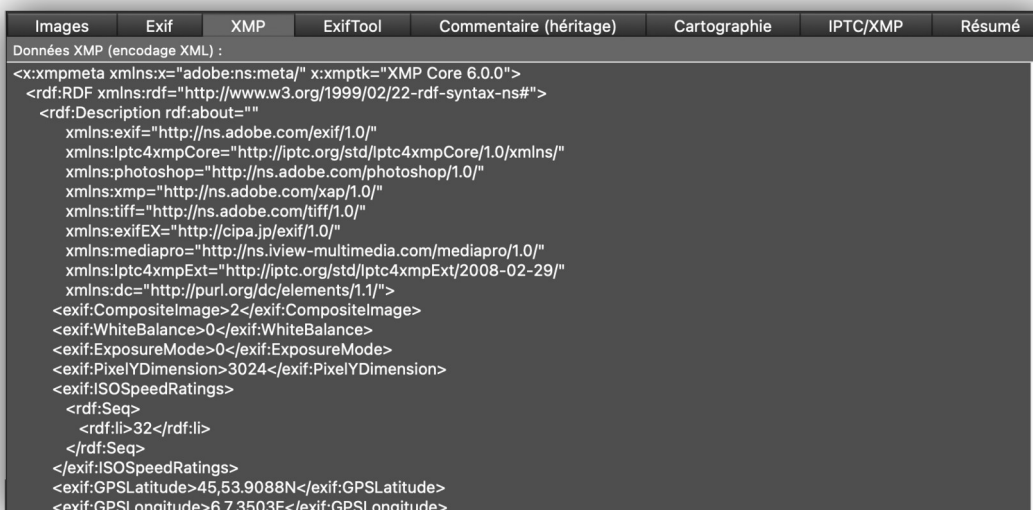 Images Exif XMP ExifTool Commentaire (héritage) Cartographie IPTC/XMP Résumé
Données XMP (encodage XML) :
<x:xmpmeta xmlns:x="adobe:ns:meta/" x:xmptk="XMP Core 6.0.0">
<rdf:RDF xmlns:rdf="http://www.w3.org/1999/02/22-rdf-syntax-ns#">
<rdf:Description rdf:about=""
xmlns:exif="http://ns.adobe.com/exif/1.0/"
xmlns:Iptc4xmpCore="http://iptc.org/std/Iptc4xmpCore/1.0/xmlns/"
xmlns:photoshop="http://ns.adobe.com/photoshop/1.0/"
xmlns:xmp="http://ns.adobe.com/xap/1.0/"
xmlns:tiff="http://ns.adobe.com/tiff/1.0/"
xmlns:exifEX="http://cipa.jp/exif/1.0/"
xmlns:mediapro="http://ns.iview-multimedia.com/mediapro/1.0/"
xmlns:Iptc4xmpExt="http://iptc.org/std/Iptc4xmpExt/2008-02-29/"
xmlns:dc="http://purl.org/dc/elements/1.1/">
<exif:CompositeImage>2</exif:CompositeImage>
<exif:WhiteBalance>0</exif:WhiteBalance>
<exif:ExposureMode>0</exif:ExposureMode>
<exif:PixelYDimension>3024</exif:PixelYDimension>
<exif:ISOSpeedRatings>
<rdf:Seq>
<rdf:li>32</rdf:li>
</rdf:Seq>
</exif:ISOSpeedRatings>
<exif:GPSLatitude>45,53.9088N</exif:GPSLatitude>
<exif:GPSLongitude>6,7.3503E</exif:GPSLongitude>